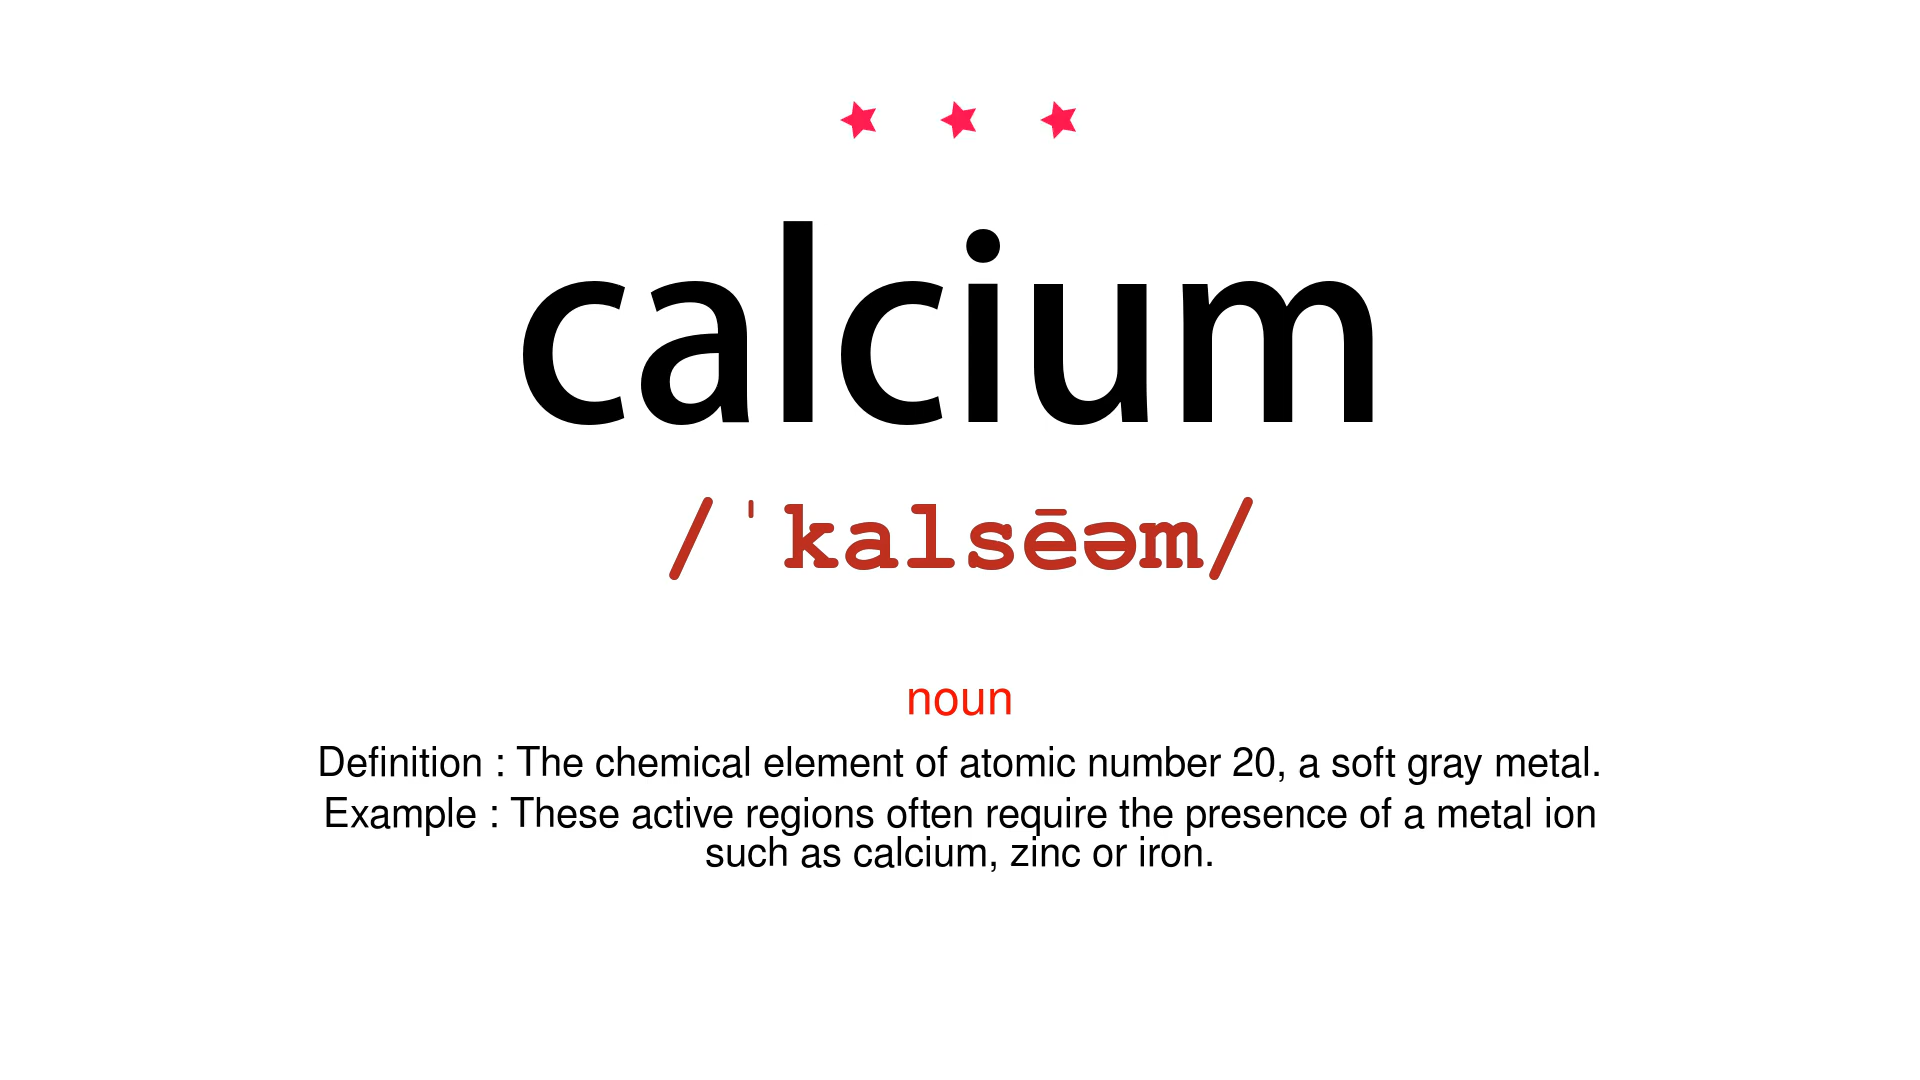 calcium
/ˈkalsēəm/
noun
Definition : The chemical element of atomic number 20, a soft gray metal.
Example : These active regions often require the presence of a metal ion
such as calcium, zinc or iron.